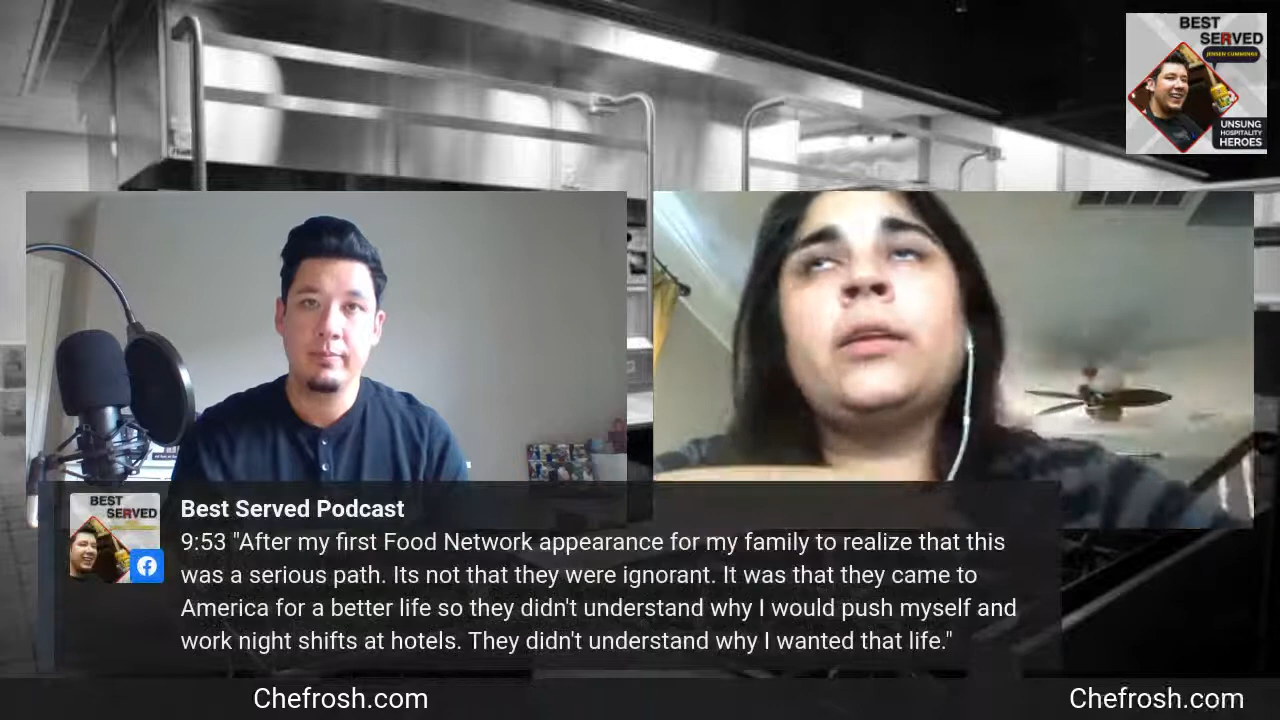 BEST
SERVED
JENSEN CUMMINGS
UNSUNG
HOSPITALITY
HEROES
BEST
SERVED
Best Served Podcast
9:53 "After my first Food Network appearance for my family to realize that this
was a serious path. Its not that they were ignorant. It was that they came to
America for a better life so they didn't understand why I would push myself and
work night shifts at hotels. They didn't understand why I wanted that life."
Chefrosh.com
Chefrosh.com